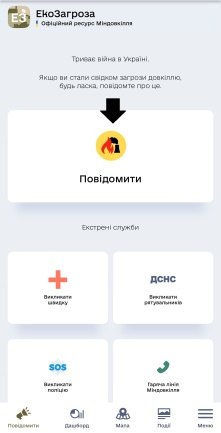 ЕЗ
ЕкоЗагроза
Офіційний ресурс Міндовкілля
Триває війна в Україні.
Якщо ви стали свідком загрози довкіллю,
будь ласка, повідомте про це.
Повідомити
Екстрені служби
Викликати
швидку
ДСНС
Викликати
рятувальників
SOS
Викликати
поліцію
Гаряча лінія
Міндовкілля
Повідомити
Дашборд
Мапа
Події
Меню